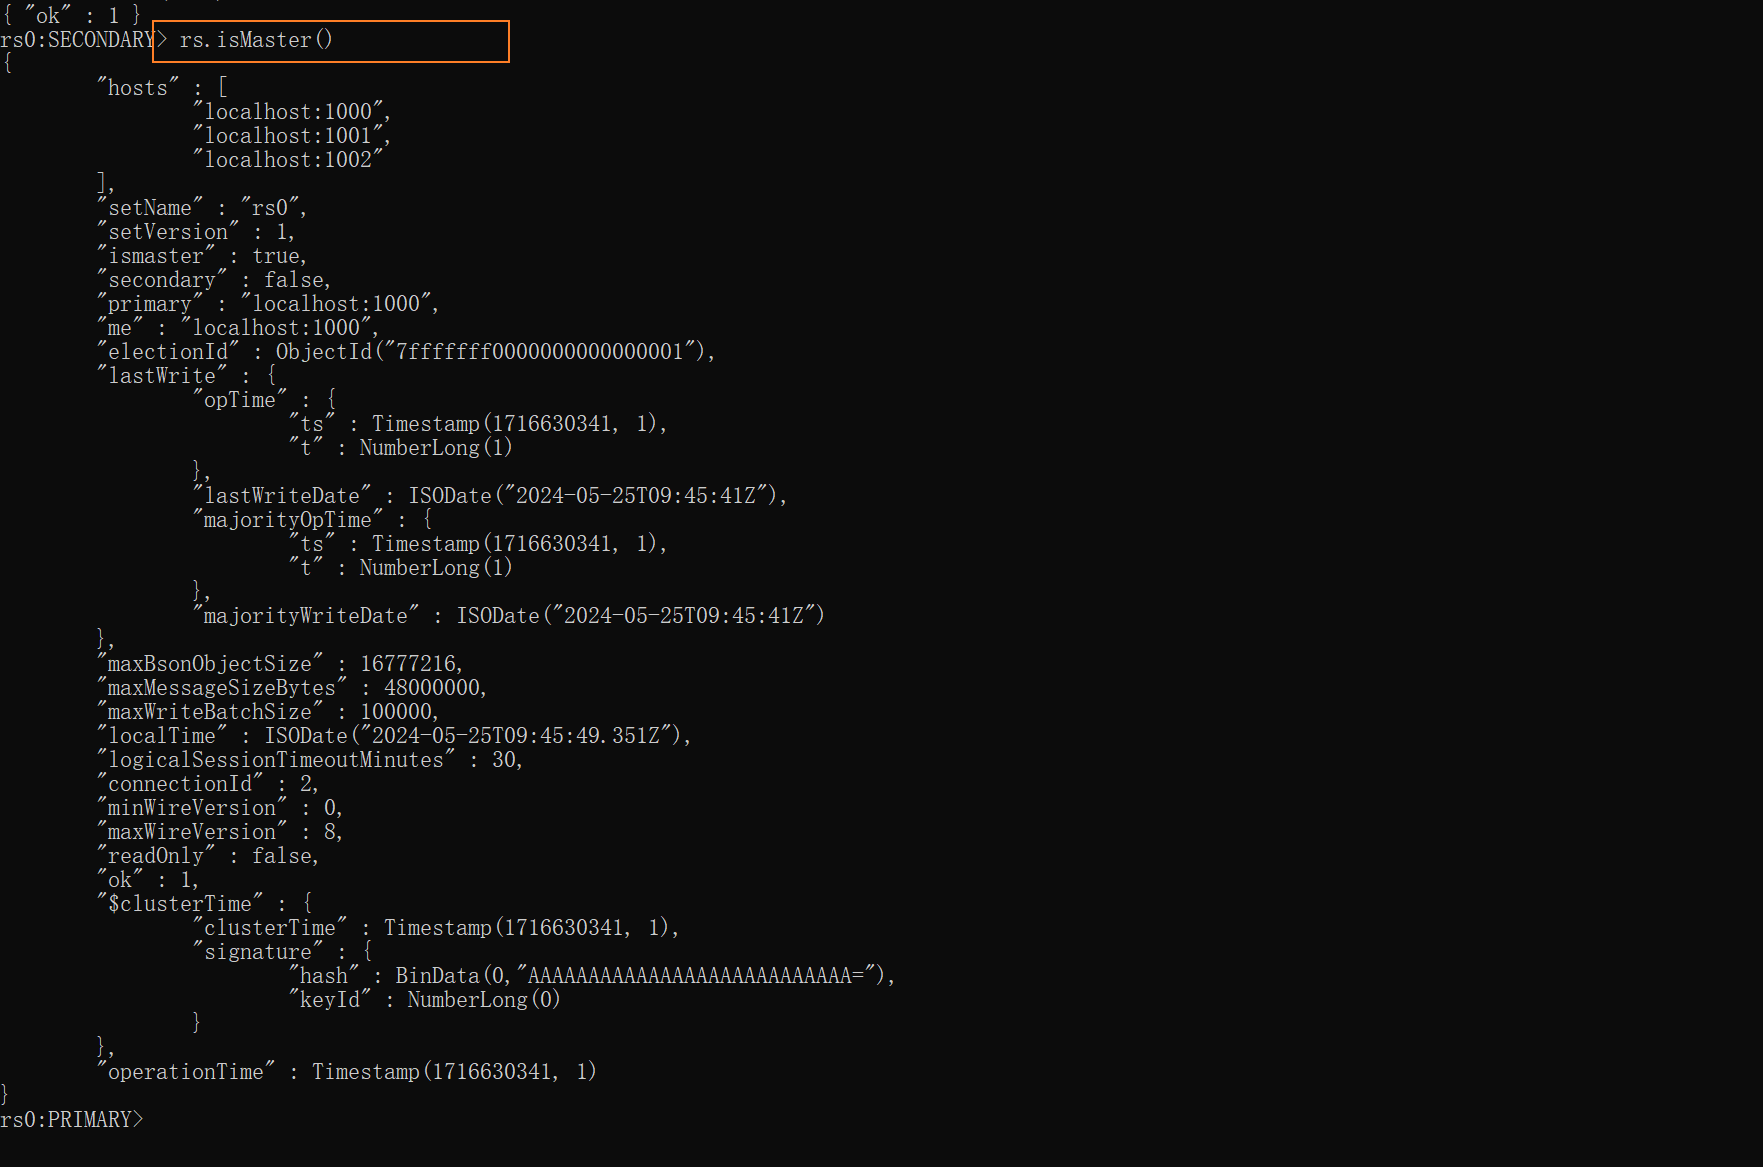 { "ok" : 1 }
rs0:SECONDARY> rs.isMaster()
{
        "hosts" : [
                "localhost:1000",
                "localhost:1001",
                "localhost:1002"
        ],
        "setName" : "rs0",
        "setVersion" : 1,
        "ismaster" : true,
        "secondary" : false,
        "primary" : "localhost:1000",
        "me" : "localhost:1000",
        "electionId" : ObjectId("7fffffff0000000000000001"),
        "lastWrite" : {
                "opTime" : {
                        "ts" : Timestamp(1716630341, 1),
                        "t" : NumberLong(1)
                },
                "lastWriteDate" : ISODate("2024-05-25T09:45:41Z"),
                "majorityOpTime" : {
                        "ts" : Timestamp(1716630341, 1),
                        "t" : NumberLong(1)
                },
                "majorityWriteDate" : ISODate("2024-05-25T09:45:41Z")
        },
        "maxBsonObjectSize" : 16777216,
        "maxMessageSizeBytes" : 48000000,
        "maxWriteBatchSize" : 100000,
        "localTime" : ISODate("2024-05-25T09:45:49.351Z"),
        "logicalSessionTimeoutMinutes" : 30,
        "connectionId" : 2,
        "minWireVersion" : 0,
        "maxWireVersion" : 8,
        "readOnly" : false,
        "ok" : 1,
        "$clusterTime" : {
                "clusterTime" : Timestamp(1716630341, 1),
                "signature" : {
                        "hash" : BinData(0,"AAAAAAAAAAAAAAAAAAAAAAAAAAA="),
                        "keyId" : NumberLong(0)
                }
        },
        "operationTime" : Timestamp(1716630341, 1)
}
rs0:PRIMARY>